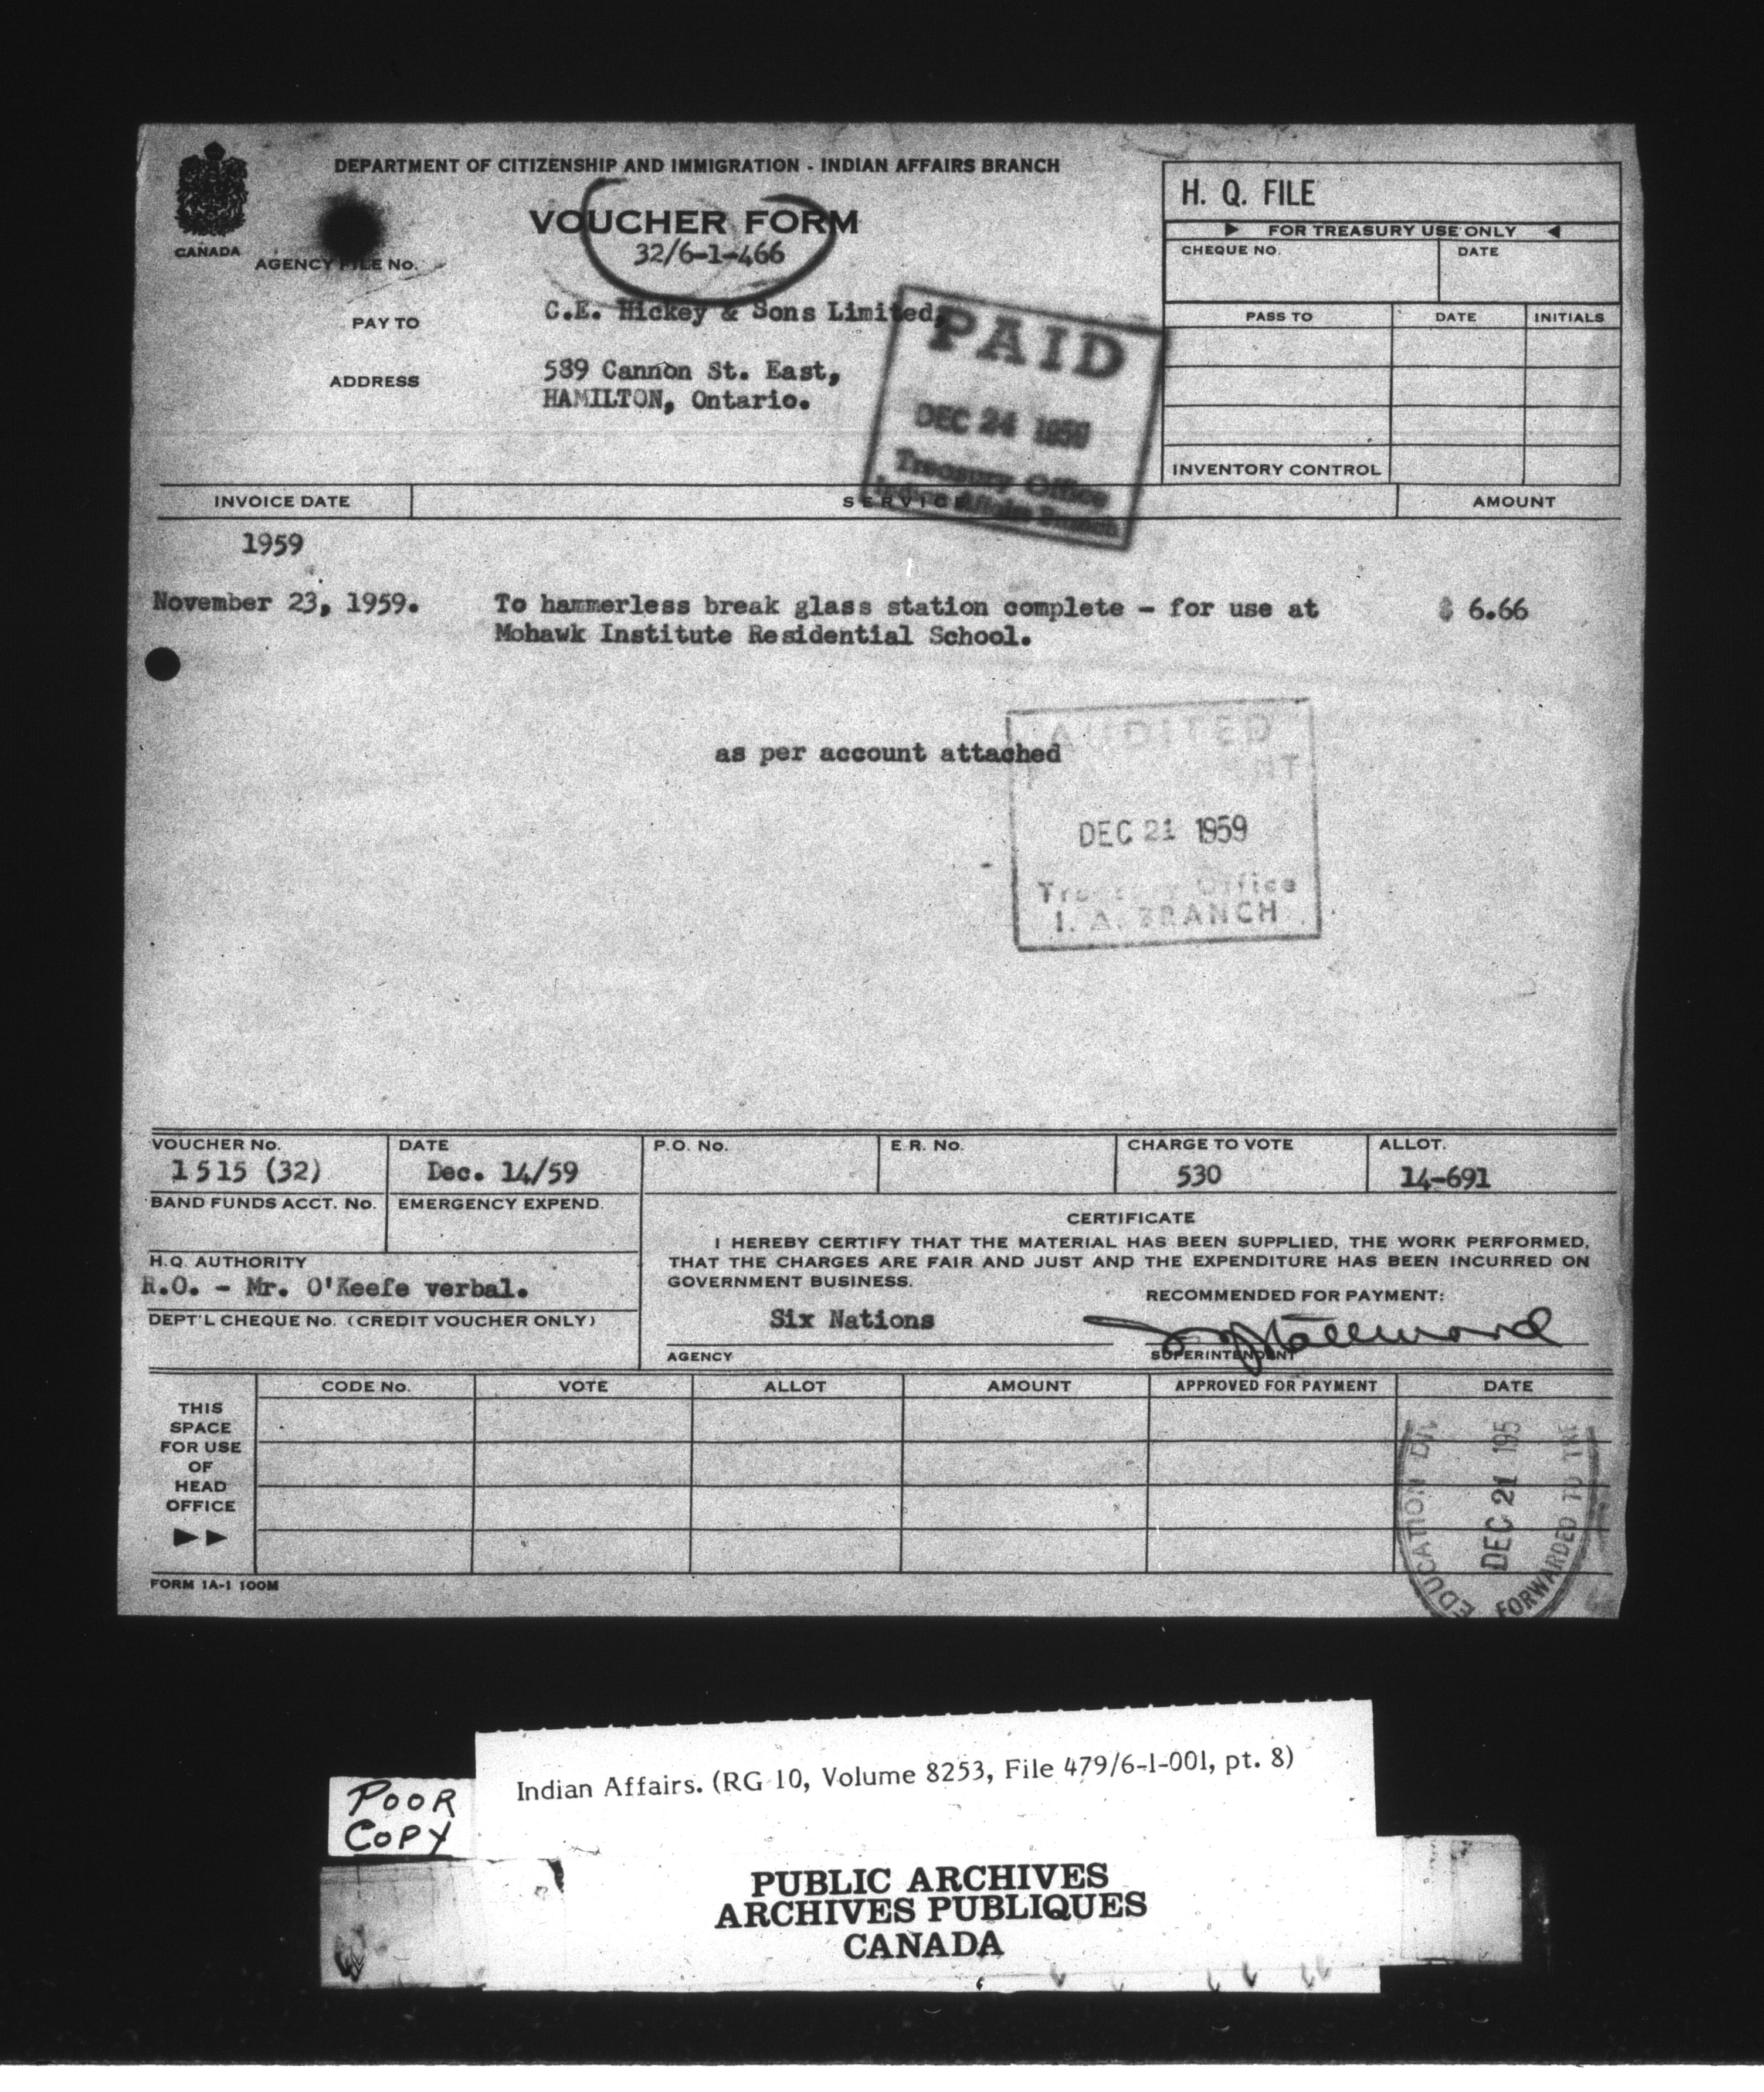 DEPARTMENT OF CITIZENSHIP AND IMMIGRATION - INDIAN AFFAIRS BRANCH
CANADA
VOUCHER FORM
AGENCY FILE No.
32/6-1-466
PAY TO
C.E. Hickey & Sons Limited,
ADDRESS
589 Cannon St. East,
HAMILTON, Ontario.
H. Q. FILE
FOR TREASURY USE ONLY
CHEQUE NO. DATE
PASS TO DATE INITIALS
INVENTORY CONTROL
PAID
DEC 24 1959
Treasury Office
Indian Affairs Branch
INVOICE DATE SERVICE AMOUNT
1959
November 23, 1959. To hammerless break glass station complete - for use at $ 6.66
Mohawk Institute Residential School.
as per account attached
AUDITED
DEC 21 1959
Treasury Office
I. A. BRANCH
VOUCHER No. DATE P.O. No. E.R. No. CHARGE TO VOTE ALLOT.
1515 (32) Dec. 14/59 530 14-691
BAND FUNDS ACCT. No. EMERGENCY EXPEND.
H.Q. AUTHORITY
R.O. - Mr. O'Keefe verbal.
DEPT'L CHEQUE No. (CREDIT VOUCHER ONLY)
CERTIFICATE
I HEREBY CERTIFY THAT THE MATERIAL HAS BEEN SUPPLIED, THE WORK PERFORMED,
THAT THE CHARGES ARE FAIR AND JUST AND THE EXPENDITURE HAS BEEN INCURRED ON
GOVERNMENT BUSINESS.
RECOMMENDED FOR PAYMENT:
Six Nations
AGENCY SUPERINTENDENT
CODE No. VOTE ALLOT AMOUNT APPROVED FOR PAYMENT DATE
THIS
SPACE
FOR USE
OF
HEAD
OFFICE
EDUCATION DIV
DEC 21 195
FORWARDED TO
FORM 1A-1 100M
POOR
COPY
Indian Affairs. (RG 10, Volume 8253, File 479/6-1-001, pt. 8)
PUBLIC ARCHIVES
ARCHIVES PUBLIQUES
CANADA